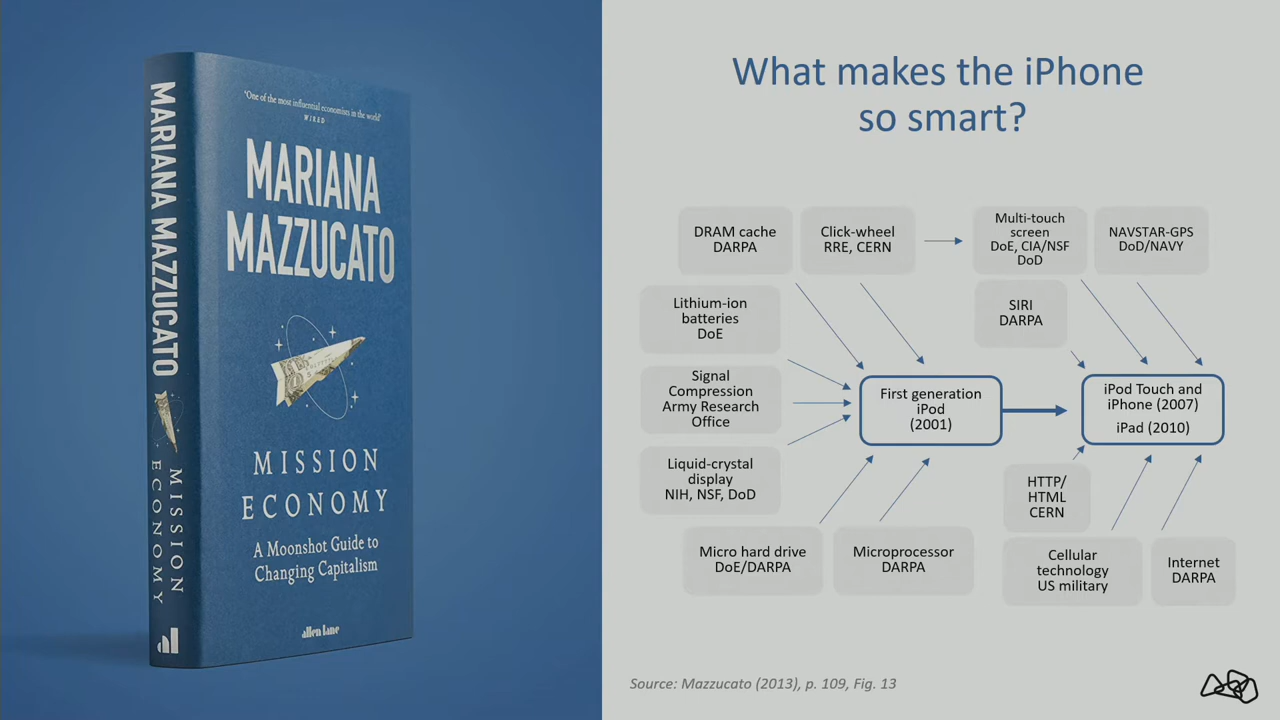 MARIANA MAZZUCATO
MISSION
ECONOMY
"One of the most influential economists in the world"
WIRED
MARIANA
MAZZUCATO
MISSION
ECONOMY
A Moonshot Guide to
Changing Capitalism
allen lane
What makes the iPhone
so smart?
DRAM cache
DARPA
Click-wheel
RRE, CERN
Multi-touch
screen
DoE, CIA/NSF
DoD
NAVSTAR-GPS
DoD/NAVY
Lithium-ion
batteries
DoE
SIRI
DARPA
Signal
Compression
Army Research
Office
First generation
iPod
(2001)
iPod Touch and
iPhone (2007)
iPad (2010)
Liquid-crystal
display
NIH, NSF, DoD
HTTP/
HTML
CERN
Micro hard drive
DoE/DARPA
Microprocessor
DARPA
Cellular
technology
US military
Internet
DARPA
Source: Mazzucato (2013), p. 109, Fig. 13